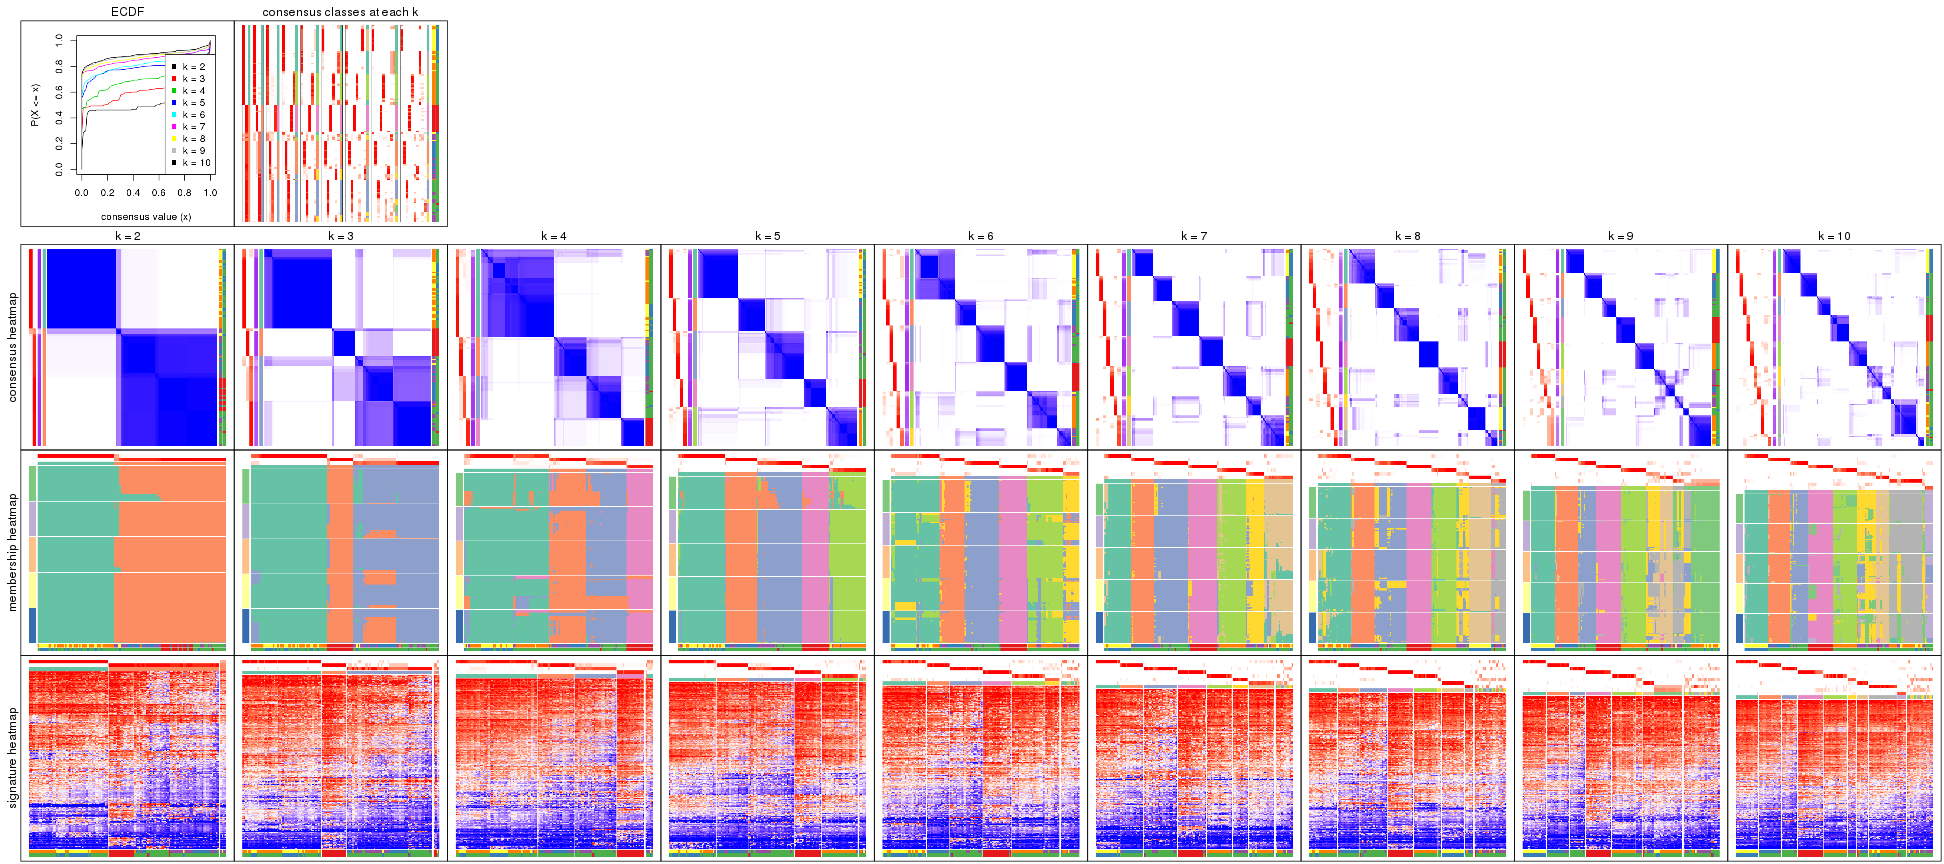 ECDF
consensus classes at each k
P(X <= x)
0.0 0.2 0.4 0.6 0.8 1.0
k = 2
k = 3
k = 4
k = 5
k = 6
k = 7
k = 8
k = 9
k = 10
0.0 0.2 0.4 0.6 0.8 1.0
consensus value (x)
k = 2 k = 3 k = 4 k = 5 k = 6 k = 7 k = 8 k = 9 k = 10
consensus heatmap
membership heatmap
signature heatmap